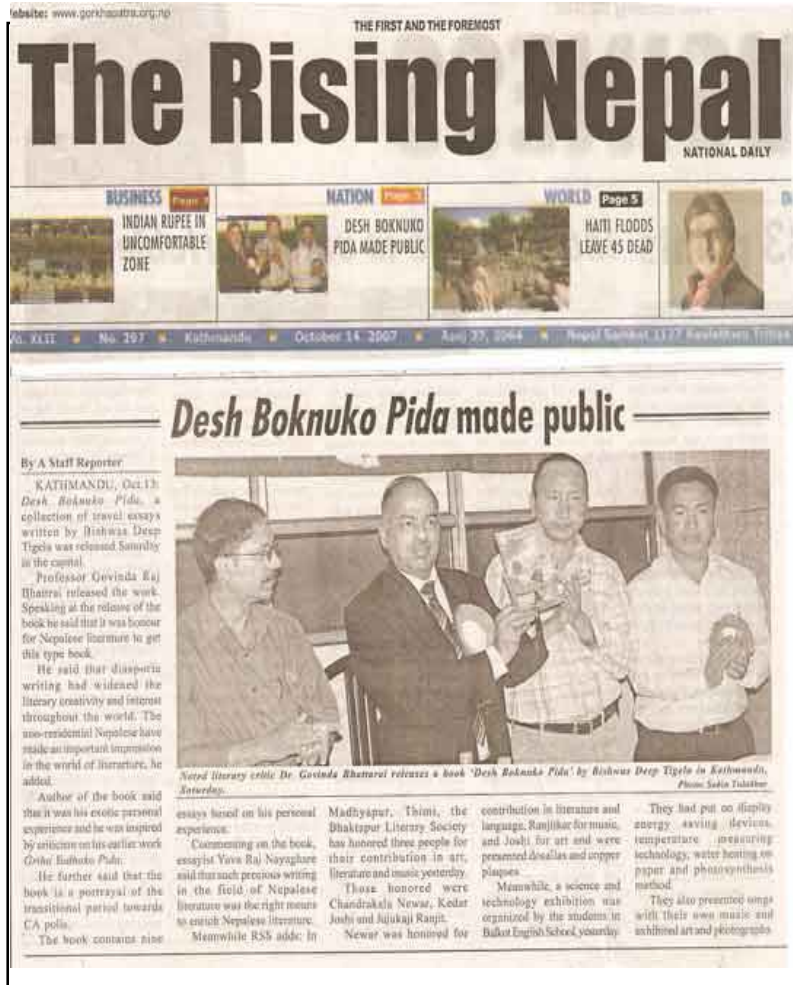 ebsite: www.gorkhapatra.org.np
THE FIRST AND THE FOREMOST
The Rising Nepal
NATIONAL DAILY
BUSINESS Page
INDIAN RUPEE IN
UNCOMFORTABLE
ZONE
NATION Page
DESH BOKNUKO
PIDA MADE PUBLIC
WORLD Page 5
HAITI FLOODS
LEAVE 45 DEAD
Vo. XLII No. 297 Kathmandu October 14, 2007 Asoj 27, 2064 Nepal Sambat 1127
Desh Boknuko Pida made public
By A Staff Reporter
KATHMANDU, Oct.13:
Desh Boknuko Pida, a
collection of travel essays
written by Bishwas Deep
Tigela was released Saturday
in the capital.
Professor Govinda Raj
Bhattrai released the work.
Speaking at the release of the
book he said that it was honour
for Nepalese literature to get
this type book.
He said that diasporic
writing had widened the
literary creativity and interest
throughout the world. The
non-residential Nepalese have
made an important impression
in the world of literarture, he
added.
Author of the book said
that it was his exotic personal
experience and he was inspired
by criticism on his earlier work
Pida.
He further said that the
book is a portrayal of the
transitional period towards
CA polls.
The book contains nine
Noted literary critic Dr. Govinda Bhattarai releases a book 'Desh Boknuko Pida' by Bishwas Deep Tigela in Kathmandu,
Saturday.
Photo:
essays based on his personal
experience.
Commenting on the book,
essayist Yuva Raj Nayaghare
said that such precious writing
in the field of Nepalese
literature was the right means
to enrich Nepalese literature.
Meanwhile RSS adds: In
Madhyapur, Thimi, the
Bhaktapur Literary Society
has honored three people for
their contribution in art,
literature and music yesterday.
Those honored were
Chandrakala Newar, Kedar
Joshi and Jujukaji Ranjit.
Newar was honored for
contribution in literature and
language, Ranjitkar for music,
and Joshi for art and were
presented dosallas and copper
plaques.
Meanwhile, a science and
technology exhibition was
organized by the students in
Balkot English School, yesterday.
They had put on display
energy saving devices,
temperature measuring
technology, water heating on
paper and photosynthesis
method.
They also presented songs
with their own music and
exhibited art and photographs.